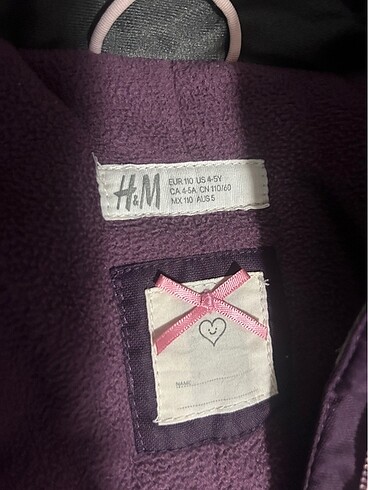 H&M
EUR 110 US 4-5Y
CA 4-5A CN 110/60
MX 110 AUS 5
NAME